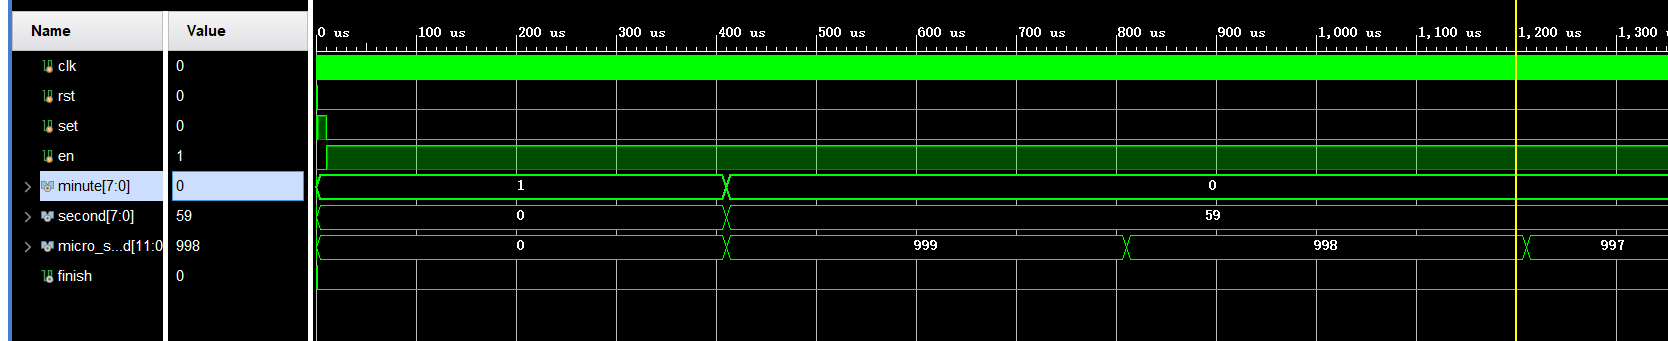 Name Value 0 us 100 us 200 us 300 us 400 us 500 us 600 us 700 us 800 us 900 us 1,000 us 1,100 us 1,200 us 1,300
clk 0
rst 0
set 0
en 1
minute[7:0] 0 1 0
second[7:0] 59 0 59
micro_s...d[11:0 998 0 999 998 997
finish 0